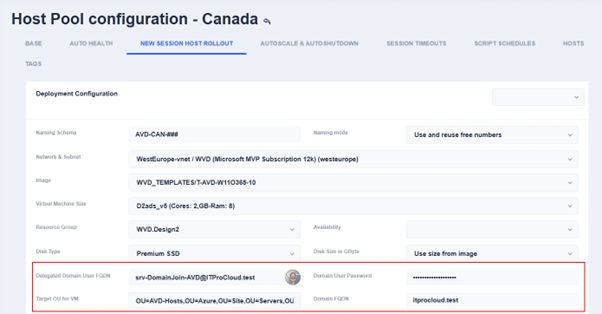 Host Pool configuration - Canada
BASE AUTO HEALTH NEW SESSION HOST ROLLOUT AUTOSCALE & AUTOSHUTDOWN SESSION TIMEOUTS SCRIPT SCHEDULES HOSTS
TAGS
Deployment Configuration
Naming Schema AVD-CAN-### Naming mode Use and reuse free numbers
Network & Subnet WestEurope-vnet / WVD (Microsoft MVP Subscription 12k) (westeurope)
Image WVD_TEMPLATES/T-AVD-W11O365-10
Virtual Machine Size D2ads_v5 (Cores: 2,GB-Ram: 8)
Resource Group WVD.Design2 Availability
Disk Type Premium SSD Disk Size in GByte Use size from image
Delegated Domain User FQDN srv-DomainJoin-AVD@ITProCloud.test Domain User Password
Target OU for VM OU=AVD-Hosts,OU=Azure,OU=Site,OU=Servers,OU Domain FQDN itprocloud.test